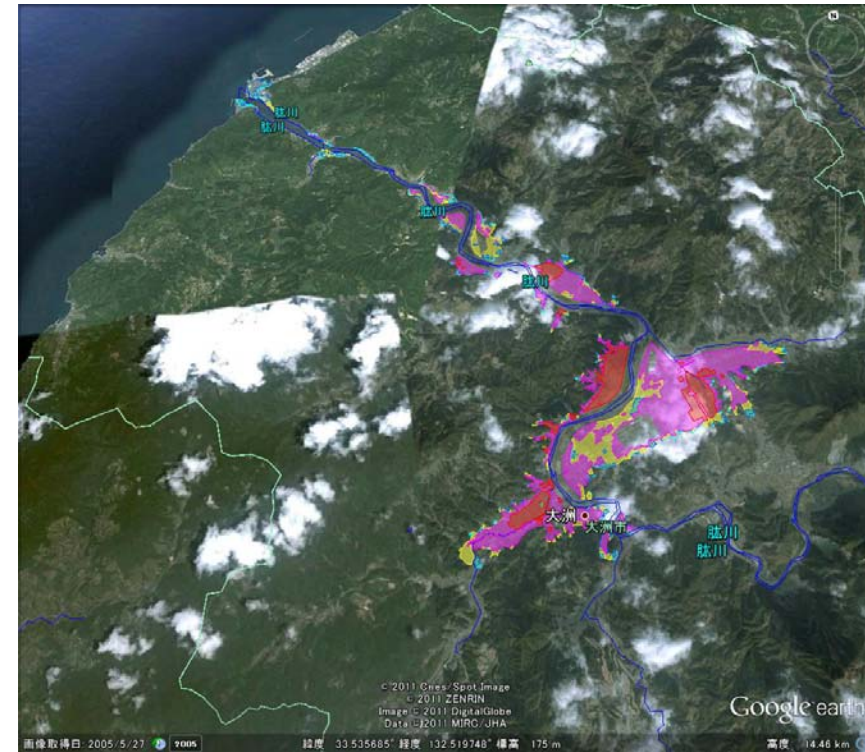 N
肱川
肱川
肱川
肱川
大洲
大洲市
肱川
肱川
© 2011 Cnes/Spot Image
© 2011 ZENRIN
Image © 2011 DigitalGlobe
Data © 2011 MIRC/JHA
Google earth
画像取得日: 2005/5/27 2005 緯度 33.535685° 経度 132.519748° 標高 175 m 高度 14.46 km